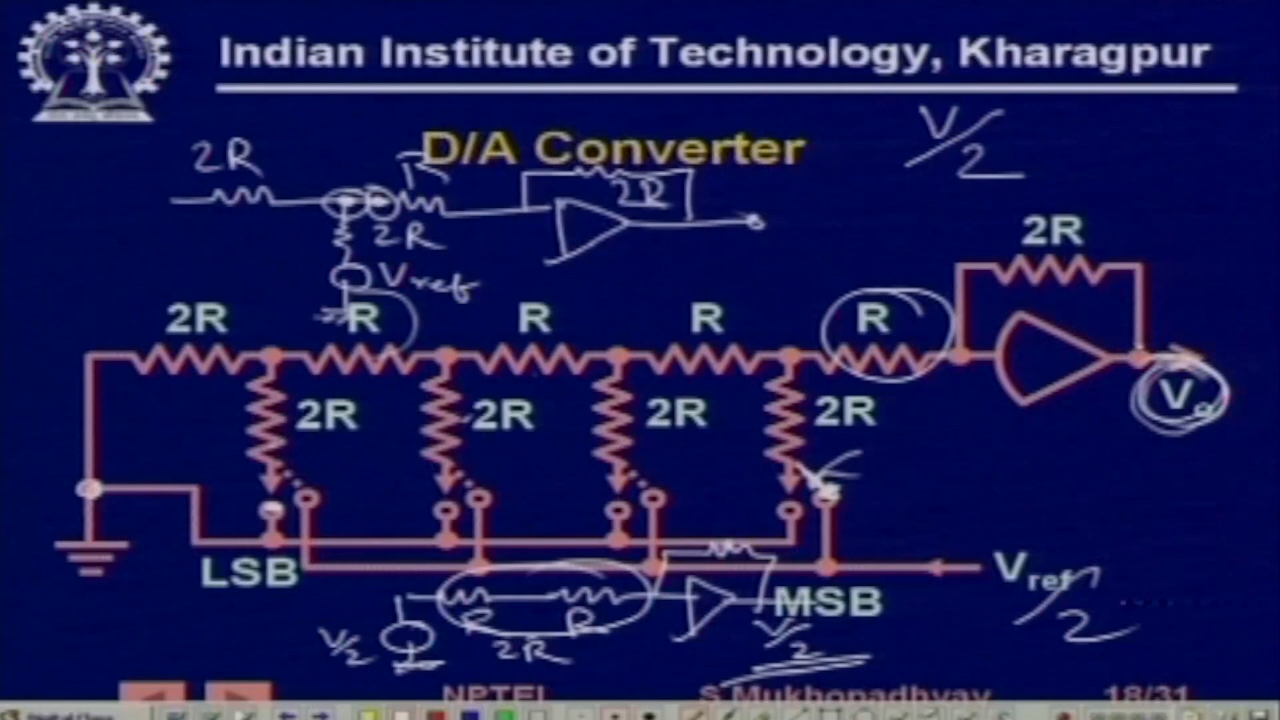 Indian Institute of Technology, Kharagpur
D/A Converter
V/2
2R
R
2R
2R
Vref
2R
2R R R R R
2R 2R 2R 2R
Vo
LSB
Vref/2
MSB
R R
V/2
2R
V/2
NPTEL S.Mukhopadhyay 18/31